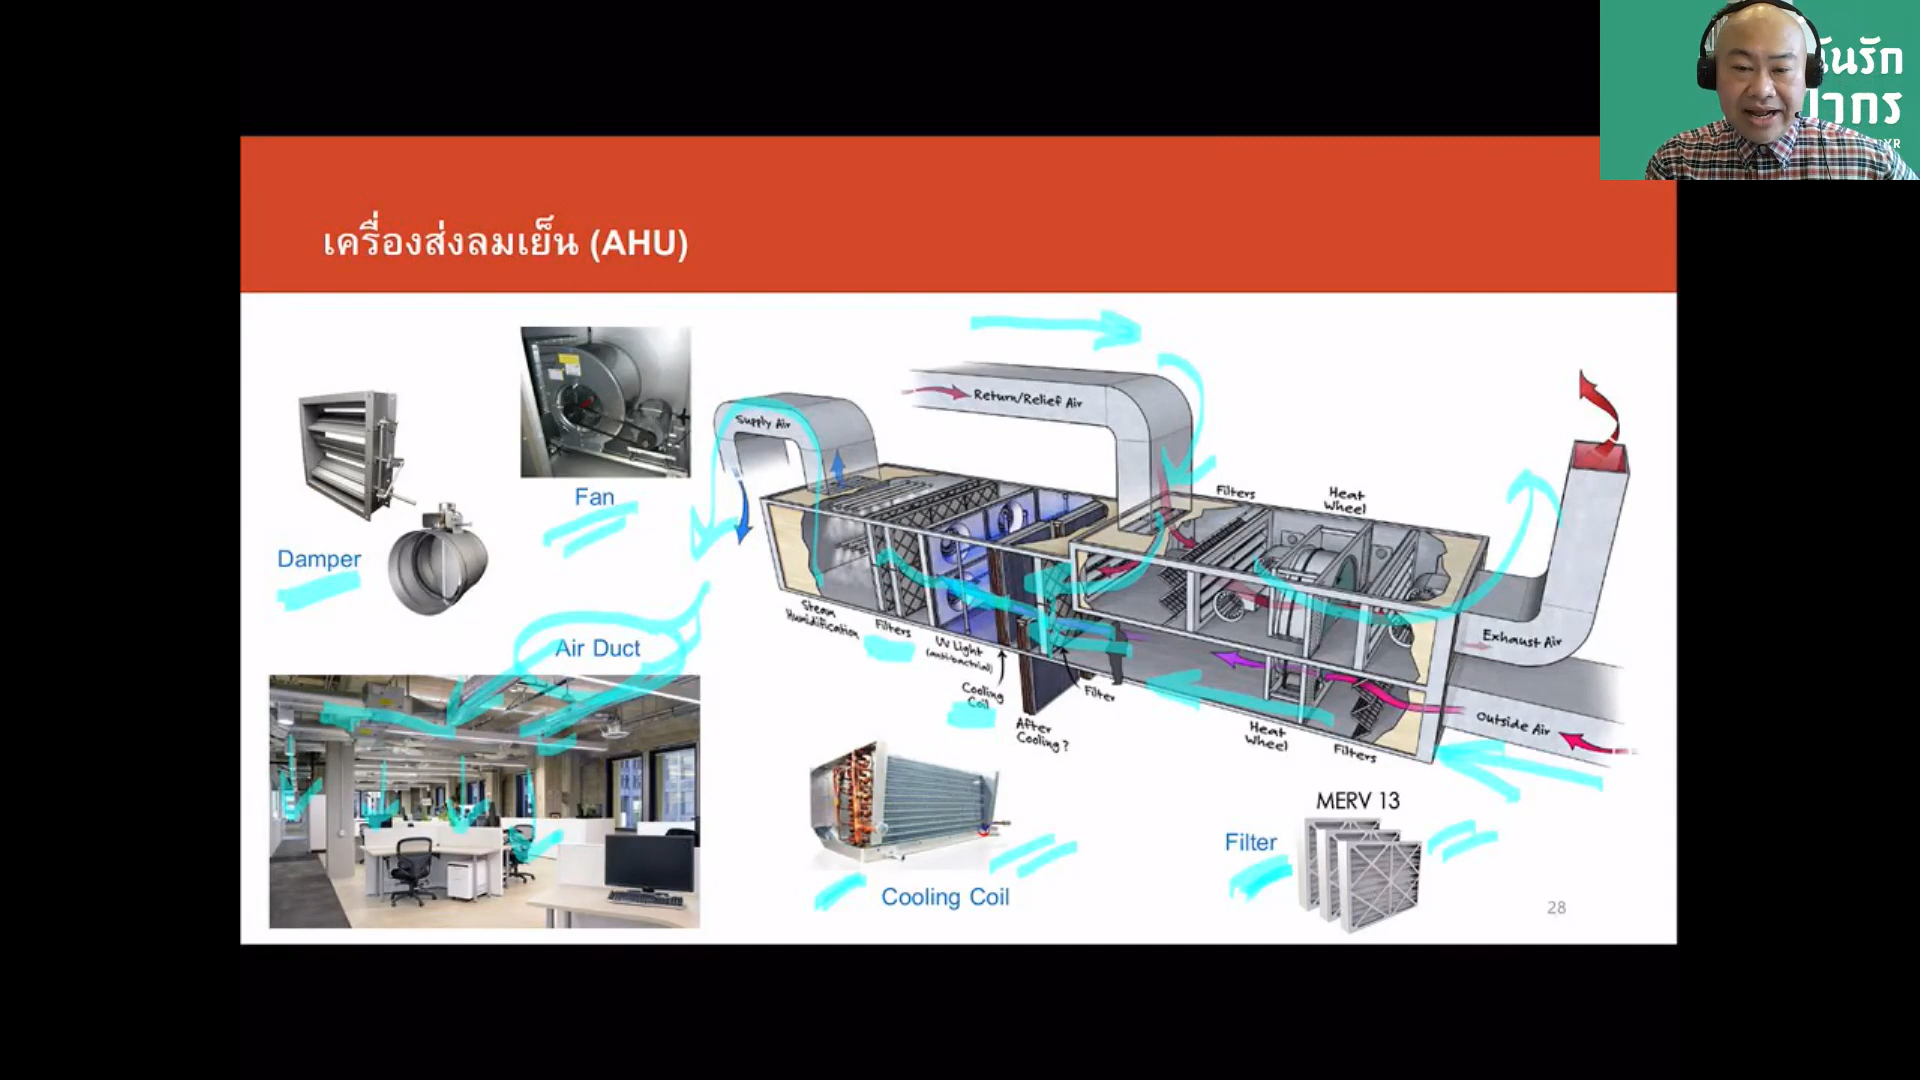 เครื่องส่งลมเย็น (AHU)
Fan
Damper
Air Duct
Supply Air
Return/Relief Air
Filters
Heat
Wheel
Steam
Humidification
Filters
UV Light
(antibacterial)
Cooling
Coil
After
Cooling?
Filter
Heat
Wheel
Filters
Exhaust Air
Outside Air
Cooling Coil
MERV 13
Filter
28